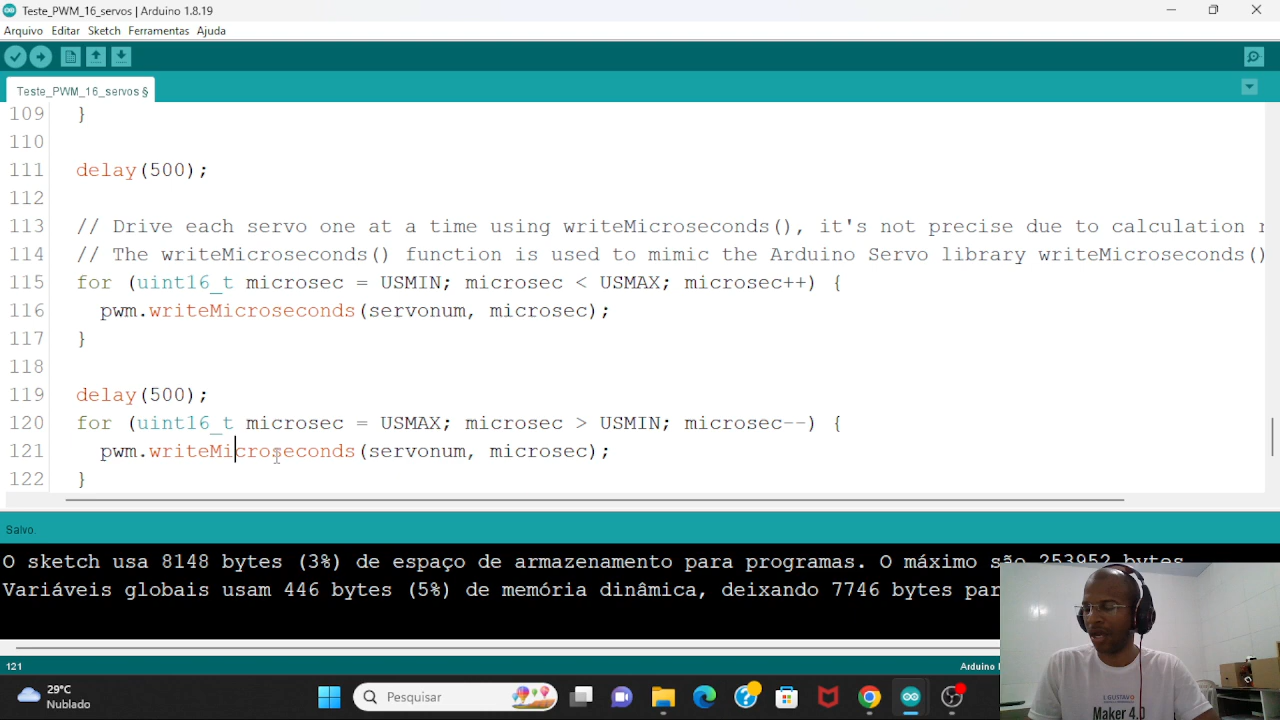 Teste_PWM_16_servos | Arduino 1.8.19
Arquivo Editar Sketch Ferramentas Ajuda
Teste_PWM_16_servos §
109 }
110
111 delay(500);
112
113 // Drive each servo one at a time using writeMicroseconds(), it's not precise due to calculation
114 // The writeMicroseconds() function is used to mimic the Arduino Servo library writeMicroseconds()
115 for (uint16_t microsec = USMIN; microsec < USMAX; microsec++) {
116 pwm.writeMicroseconds(servonum, microsec);
117 }
118
119 delay(500);
120 for (uint16_t microsec = USMAX; microsec > USMIN; microsec--) {
121 pwm.writeMicroseconds(servonum, microsec);
122 }
Salvo.
O sketch usa 8148 bytes (3%) de espaço de armazenamento para programas. O máximo são 253952 bytes
Variáveis globais usam 446 bytes (5%) de memória dinâmica, deixando 7746 bytes par
121 Arduino
29°C
Nublado
Pesquisar
I GUSTAVO
Maker 4.0